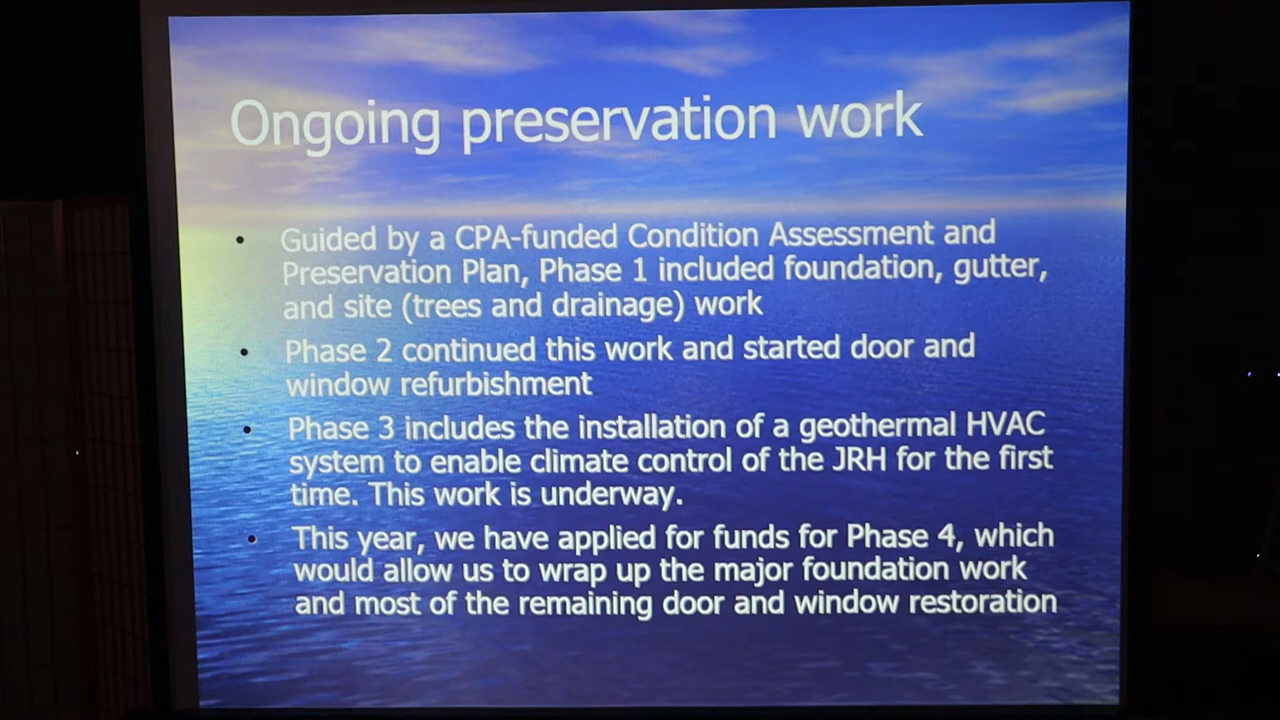 Ongoing preservation work
• Guided by a CPA-funded Condition Assessment and
Preservation Plan, Phase 1 included foundation, gutter,
and site (trees and drainage) work
• Phase 2 continued this work and started door and
window refurbishment
• Phase 3 includes the installation of a geothermal HVAC
system to enable climate control of the JRH for the first
time. This work is underway.
• This year, we have applied for funds for Phase 4, which
would allow us to wrap up the major foundation work
and most of the remaining door and window restoration